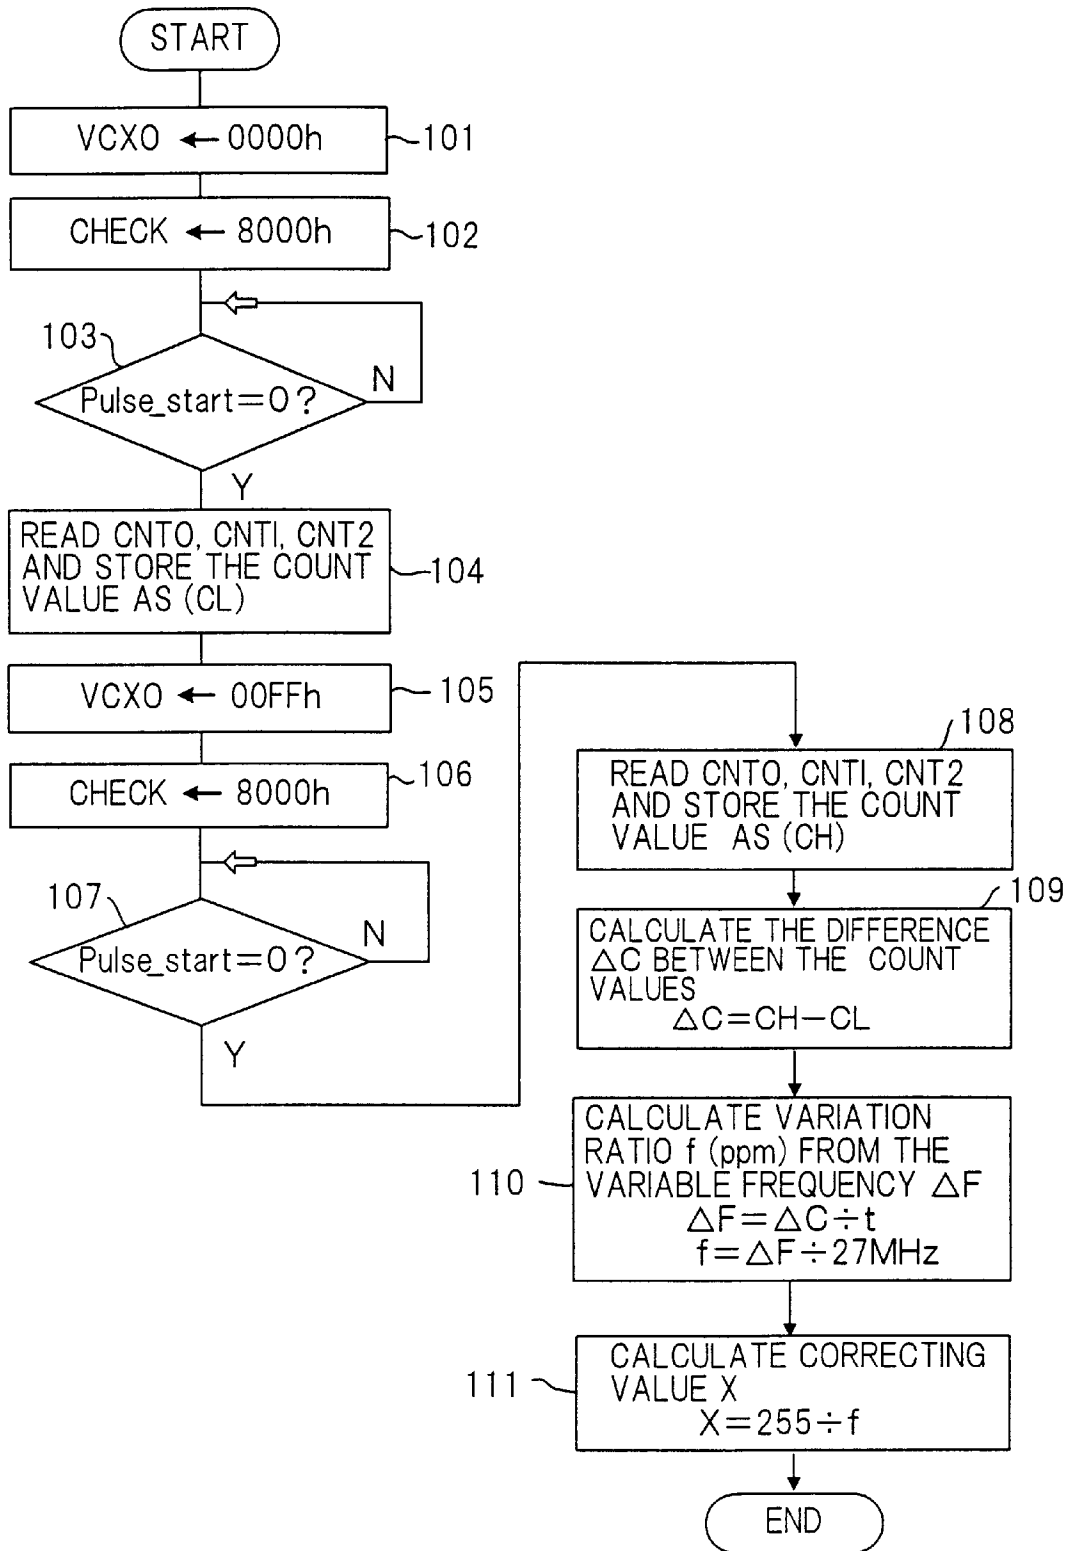 START
VCXO ← 0000h
101
CHECK ← 8000h
102
103
Pulse_start=0?
N
Y
READ CNT0, CNT1, CNT2
AND STORE THE COUNT
VALUE AS (CL)
104
VCXO ← 00FFh
105
CHECK ← 8000h
106
107
Pulse_start=0?
N
Y
108
READ CNT0, CNT1, CNT2
AND STORE THE COUNT
VALUE AS (CH)
109
CALCULATE THE DIFFERENCE
△C BETWEEN THE COUNT
VALUES
△C=CH−CL
110
CALCULATE VARIATION
RATIO f (ppm) FROM THE
VARIABLE FREQUENCY △F
△F=△C÷t
f=△F÷27MHz
111
CALCULATE CORRECTING
VALUE X
X=255÷f
END